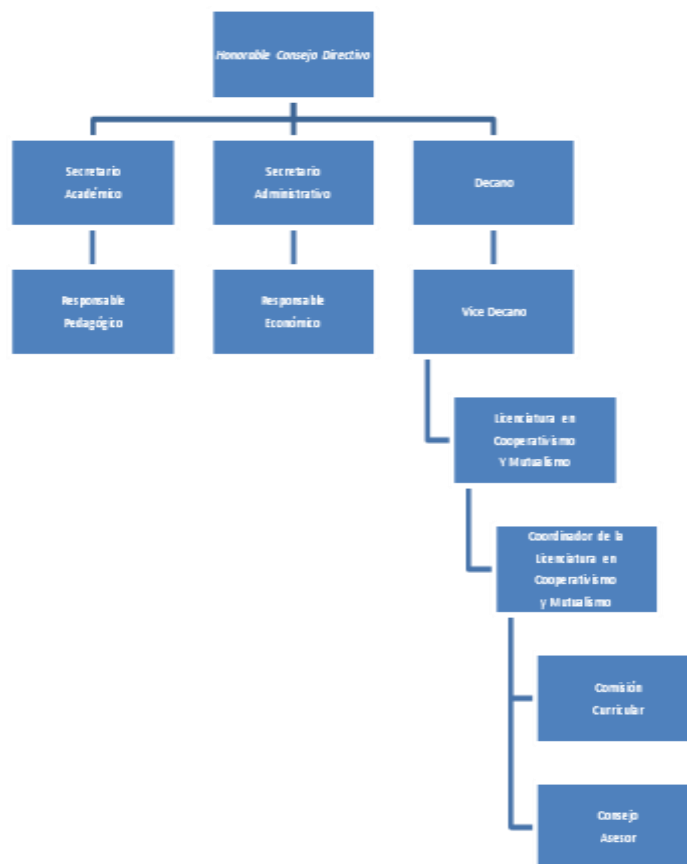 Honorable Consejo Directivo
Secretario
Académico
Secretario
Administrativo
Decano
Responsable
Pedagógico
Responsable
Económico
Vice Decano
Licenciatura en
Cooperativismo
Y Mutualismo
Coordinador de la
Licenciatura en
Cooperativismo
y Mutualismo
Comisión
Curricular
Consejo
Asesor